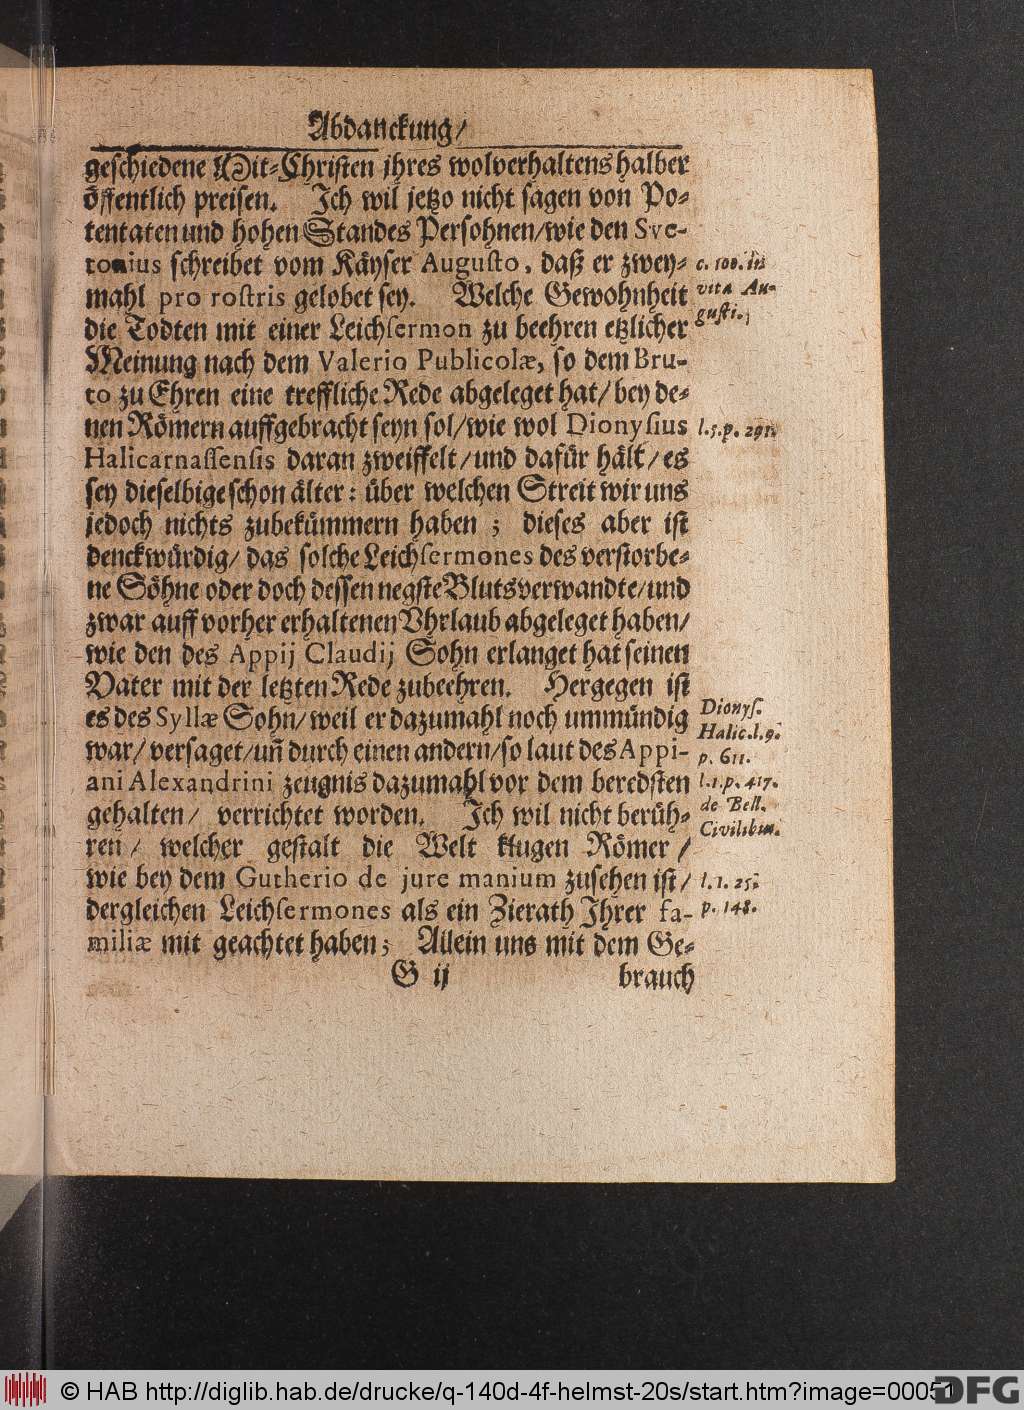 Abdanckung/
geschiedene Mit-Christen jhres wolverhaltens halber
öffentlich preisen. Ich wil jetzo nicht sagen von Po-
tentaten und hohen Standes Persohnen/wie den Sve-
tonius schreibet vom Käyser Augusto, daß er zwey-
mahl pro rostris gelobet sey. Welche Gewohnheit
die Todten mit einer Leichsermon zu beehren etzlicher
Meinung nach dem Valerio Publicolæ, so dem Bru-
to zu Ehren eine treffliche Rede abgeleget hat/ bey de-
nen Römern auffgebracht seyn sol/wie wol Dionysius
Halicarnassensis daran zweiffelt/und dafür hält/es
sey dieselbige schon älter: über welchen Streit wir uns
jedoch nichts zubekümmern haben; dieses aber ist
denckwürdig/ das solche Leichsermones des verstorbe-
ne Söhne oder doch dessen negste Blutsverwandte/und
zwar auff vorher erhaltenen Vhrlaub abgeleget haben/
wie den des Appij Claudij Sohn erlanget hat seinen
Vater mit der letzten Rede zubeehren. Hergegen ist
es des Syllæ Sohn/weil er dazumahl noch unmündig
war/versaget/uñ durch einen andern/so laut des Appi-
ani Alexandrini zeugnis dazumahl vor dem beredsten
gehalten/ verrichtet worden. Ich wil nicht berüh-
ren/ welcher gestalt die Welt klugen Römer/
wie bey dem Gutherio de jure manium zusehen ist/
dergleichen Leichsermones als ein Zierath Ihrer fa-
miliæ mit geachtet haben; Allein uns mit dem Ge-
G ij brauch
c. 100. in
vita Au-
gusti.
l.5.p. 291.
Dionys.
Halic.l.9.
p. 611.
l.1.p. 417.
de Bell.
Civilibus.
l. 1. 25.
p. 148.
© HAB http://diglib.hab.de/drucke/q-140d-4f-helmst-20s/start.htm?image=00051
DFG